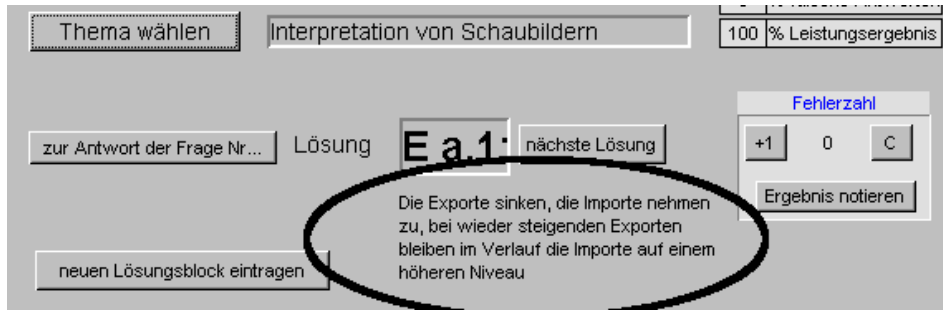 Thema wählen
Interpretation von Schaubildern
100 % Leistungsergebnis
Fehlerzahl
zur Antwort der Frage Nr...
Lösung
E a.1:
nächste Lösung
+1 0 C
Die Exporte sinken, die Importe nehmen
zu, bei wieder steigenden Exporten
bleiben im Verlauf die Importe auf einem
höheren Niveau
Ergebnis notieren
neuen Lösungsblock eintragen